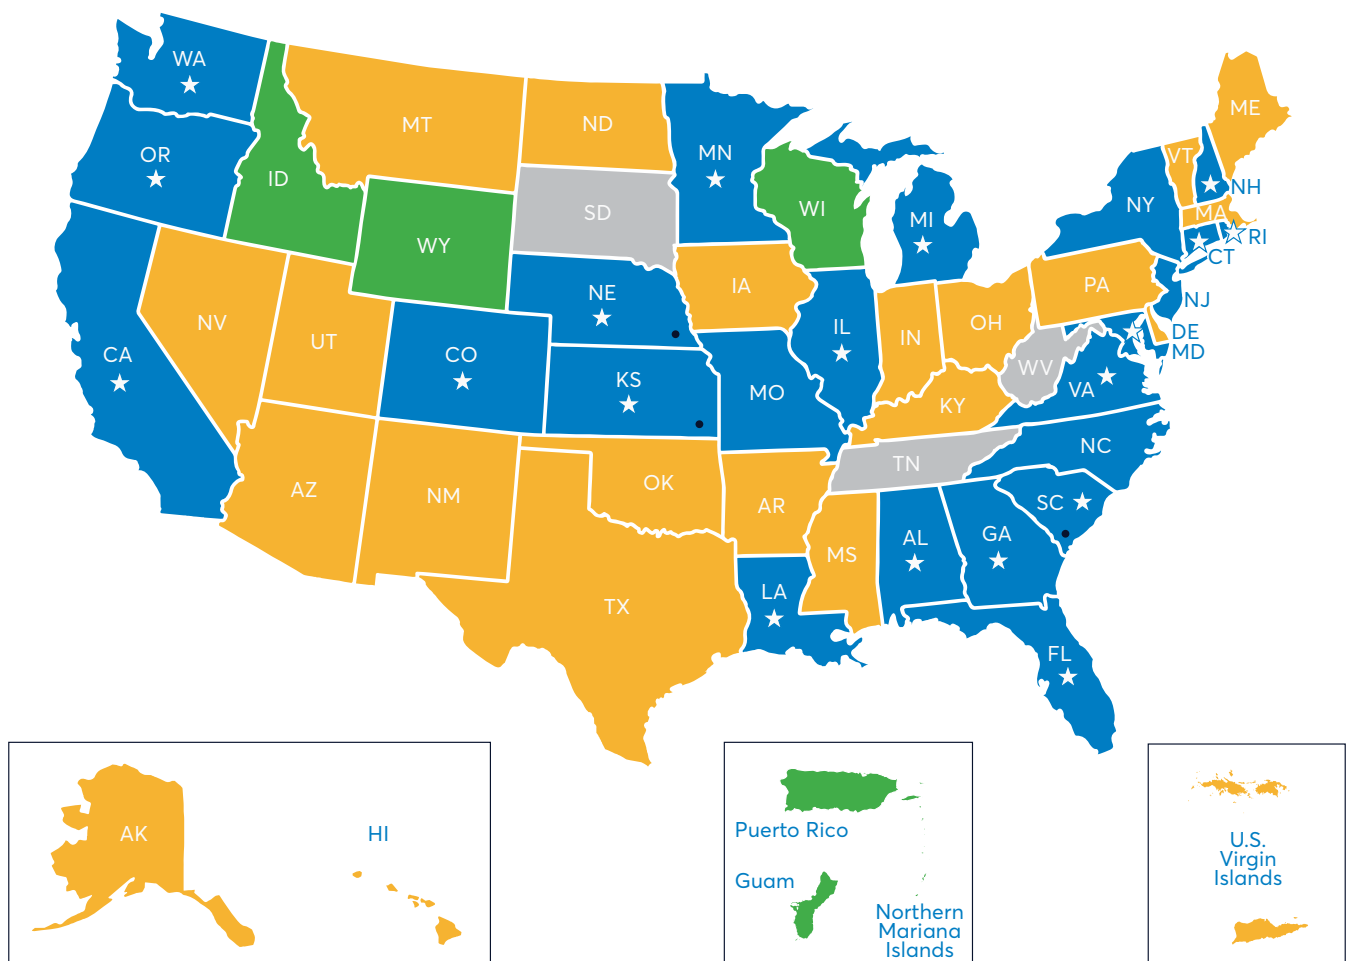 WA
MT
ND
ME
OR
ID
MN
VT
NH
SD
WI
NY
MA
WY
MI
RI
CT
NE
IA
PA
NJ
NV
UT
CO
IL
IN
OH
DE
MD
CA
KS
MO
WV
VA
KY
NC
AZ
NM
OK
TN
AR
SC
MS
AL
GA
LA
TX
FL
AK
HI
Puerto Rico
Guam
Northern
Mariana
Islands
U.S.
Virgin
Islands